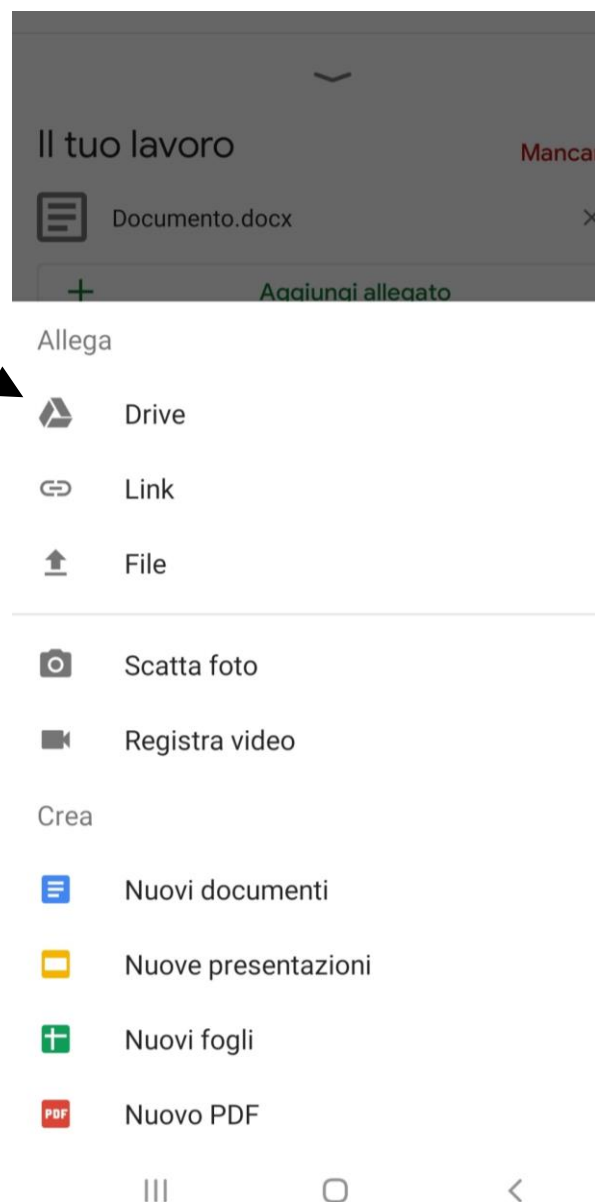 Il tuo lavoro
Documento.docx
Aggiungi allegato
Allega
Drive
Link
File
Scatta foto
Registra video
Crea
Nuovi documenti
Nuove presentazioni
Nuovi fogli
PDF Nuovo PDF